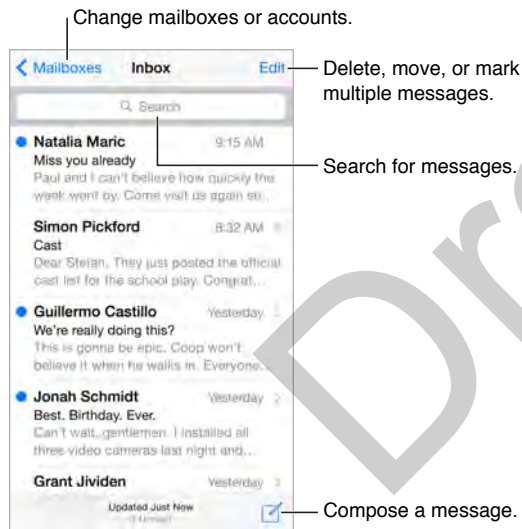 Change mailboxes or accounts.
Mailboxes Inbox Edit
Delete, move, or mark
multiple messages.
Search
Natalia Maric 9:15 AM
Miss you already
Paul and I can't believe how quickly the
week went by. Come visit us again su...
Search for messages.
Simon Pickford 8:32 AM
Cast
Dear Stefan, They just posted the official
cast list for the school play. Congrat...
Guillermo Castillo Yesterday
We're really doing this?
This is gonna be epic. Coop won't
believe it when he walks in. Everyone...
Jonah Schmidt Yesterday
Best. Birthday. Ever.
Can't wait, gentlemen. I installed all
three video cameras last night and...
Grant Jividen Yesterday
Updated Just Now
Unread
Compose a message.